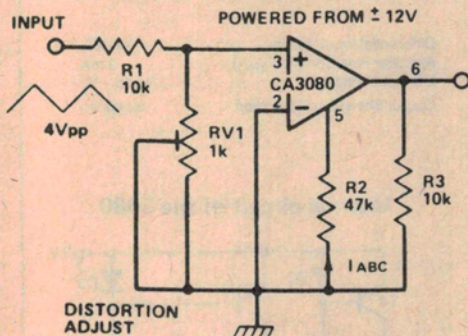 POWERED FROM ± 12V
INPUT
R1
10k
4Vpp
RV1
1k
DISTORTION
ADJUST
3
+
CA3080
2
−
5
6
R2
47k
R3
10k
I ABC